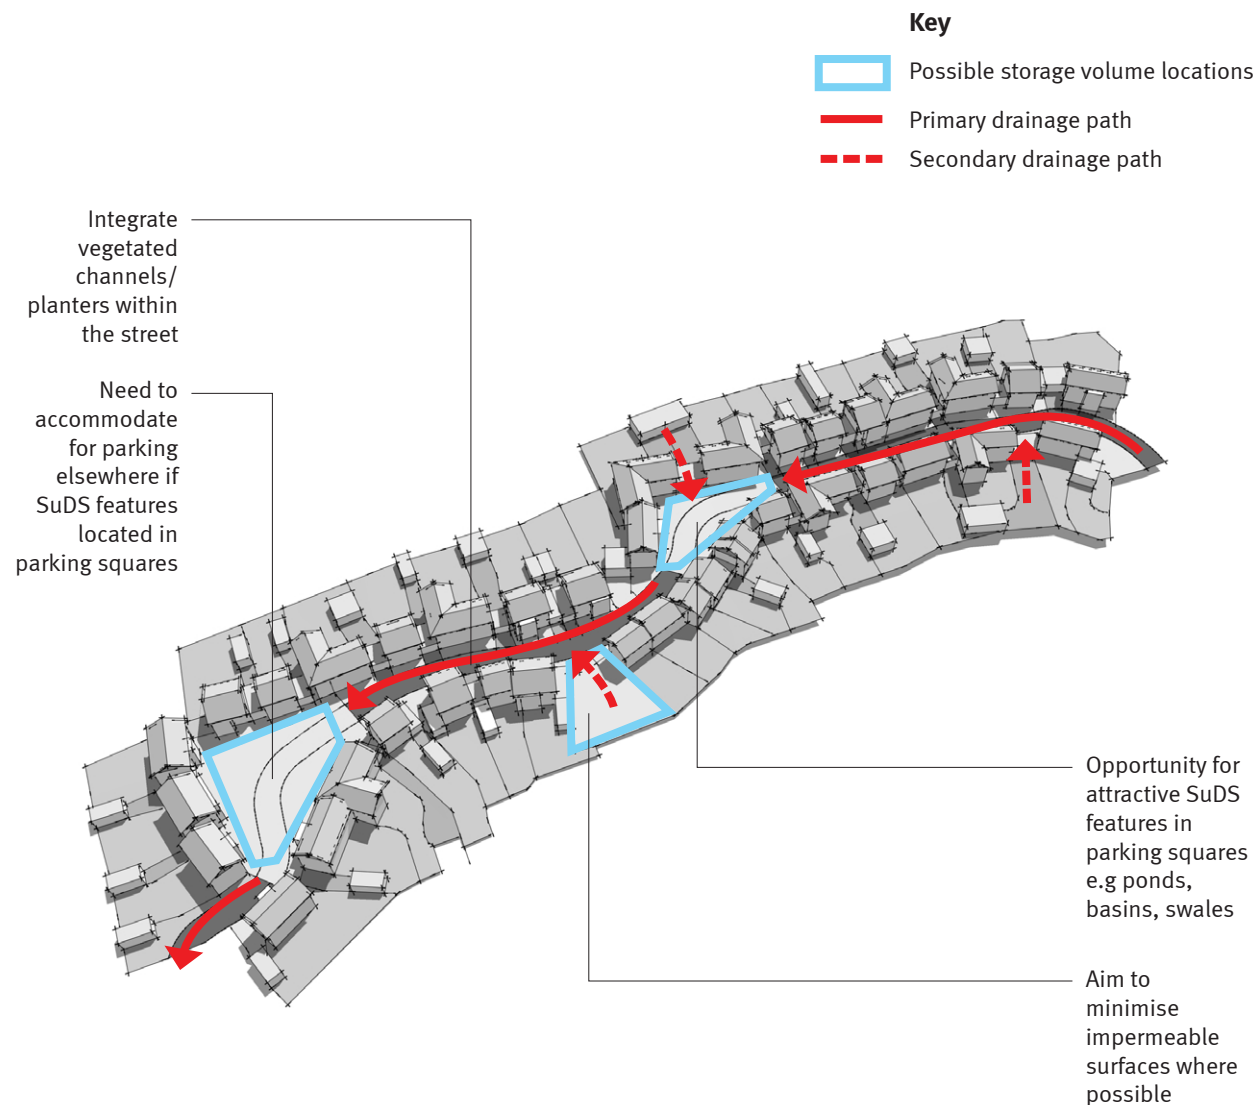 Key
Possible storage volume locations
Primary drainage path
Secondary drainage path
Integrate
vegetated
channels/
planters within
the street
Need to
accommodate
for parking
elsewhere if
SuDS features
located in
parking squares
Opportunity for
attractive SuDS
features in
parking squares
e.g ponds,
basins, swales
Aim to
minimise
impermeable
surfaces where
possible